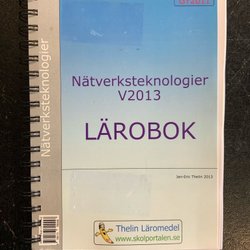 Nätverksteknologier
Nätverksteknologier
V2013
LÄROBOK
Jan-Eric Thelin 2013
Thelin Läromedel
www.skolportalen.se